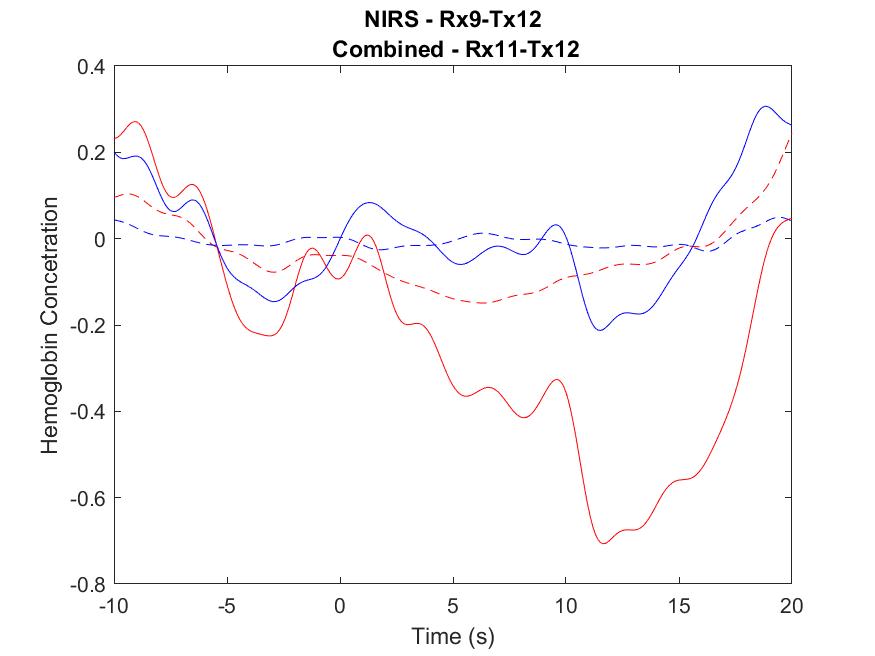 NIRS - Rx9-Tx12
Combined - Rx11-Tx12
0.4
0.2
0
-0.2
-0.4
-0.6
-0.8
Hemoglobin Concetration
-10 -5 0 5 10 15 20
Time (s)